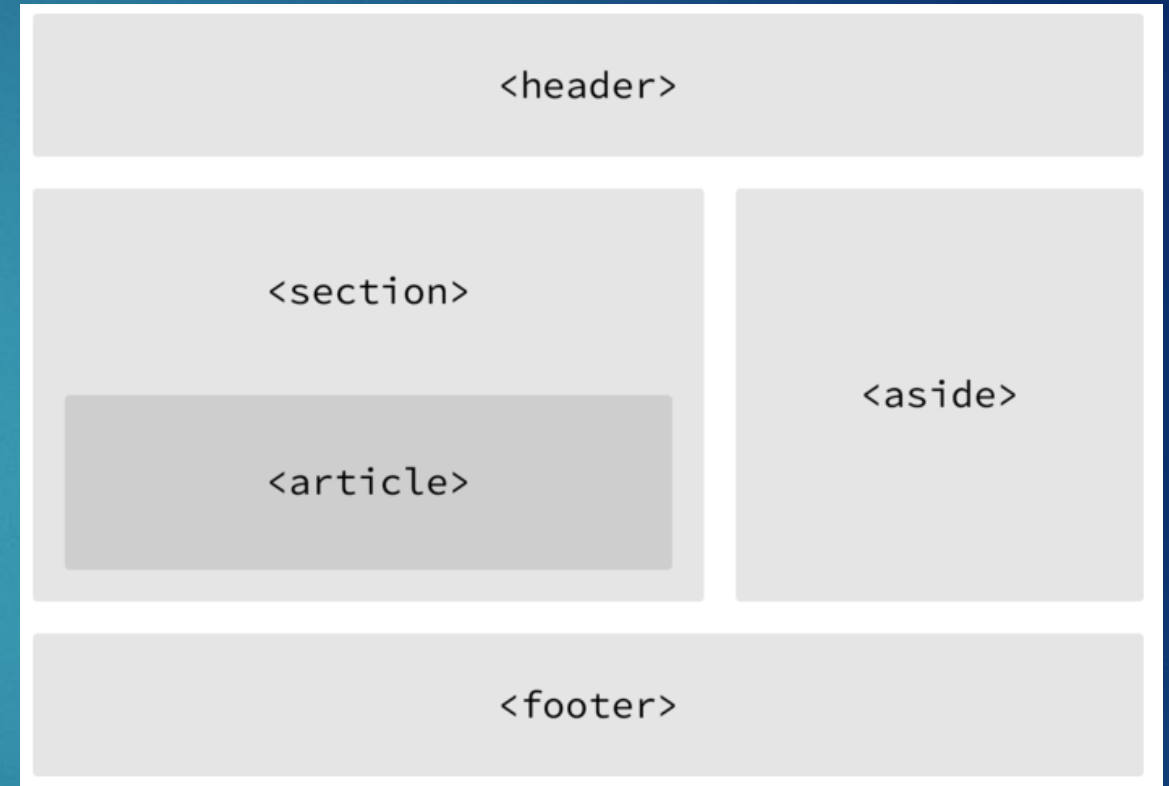 <header>
<section>
<aside>
<article>
<footer>